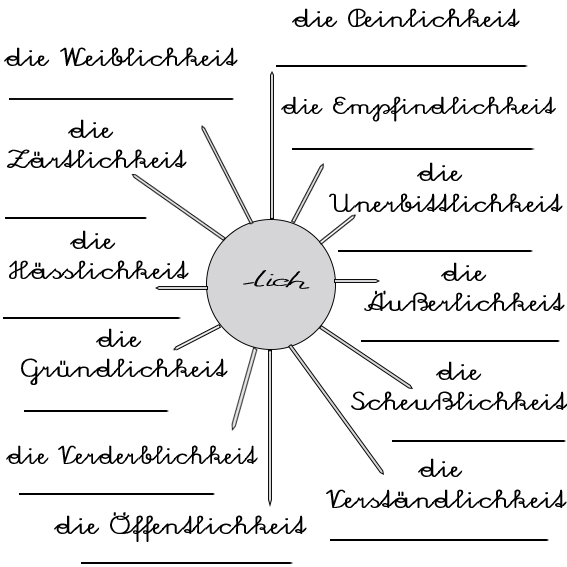 die Peinlichkeit
die Weiblichkeit
die Empfindlichkeit
die
Zärtlichkeit
die
Unerbittlichkeit
die
Hässlichkeit
die
Äußerlichkeit
-lich
die
Gründlichkeit
die
Scheußlichkeit
die Verderblichkeit
die
Verständlichkeit
die Öffentlichkeit